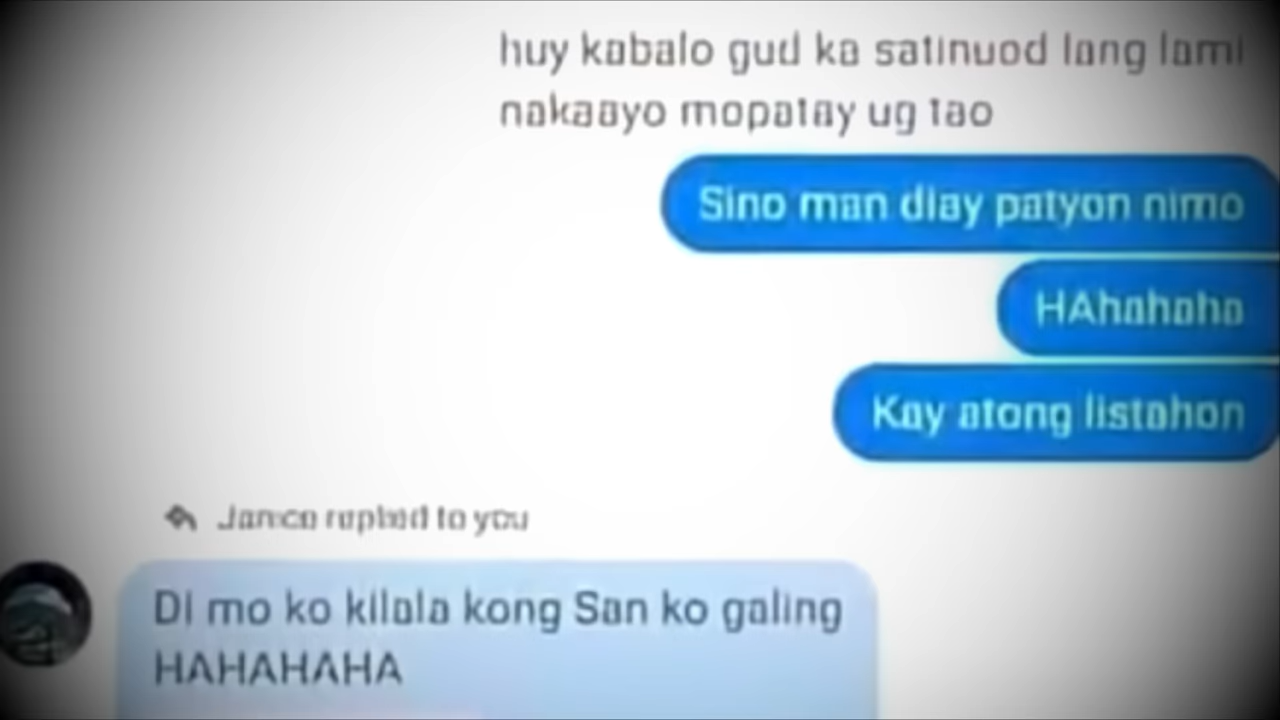 huy kabalo gud ka satinuod lang lami
nakaayo mopatay ug tao
Sino man diay patyon nimo
HAhahaha
Kay atong listahon
Janice replied to you
Di mo ko kilala kong San ko galing
HAHAHAHA